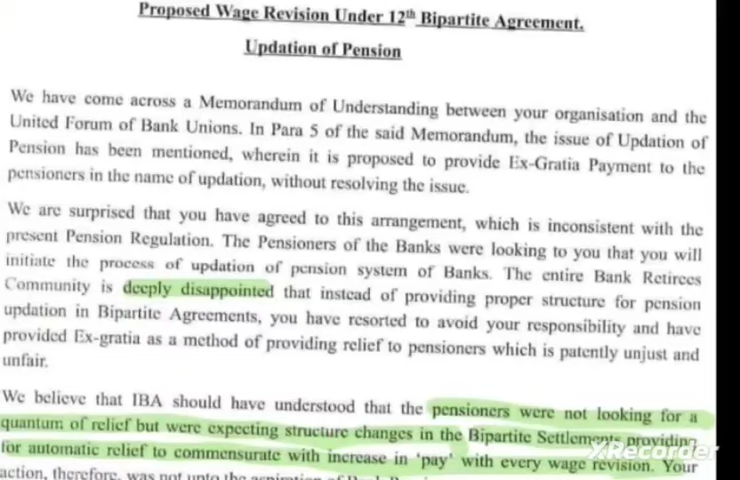 Proposed Wage Revision Under 12th Bipartite Agreement.
Updation of Pension
We have come across a Memorandum of Understanding between your organisation and the
United Forum of Bank Unions. In Para 5 of the said Memorandum, the issue of Updation of
Pension has been mentioned, wherein it is proposed to provide Ex-Gratia Payment to the
pensioners in the name of updation, without resolving the issue.
We are surprised that you have agreed to this arrangement, which is inconsistent with the
present Pension Regulation. The Pensioners of the Banks were looking to you that you will
initiate the process of updation of pension system of Banks. The entire Bank Retirees
Community is deeply disappointed that instead of providing proper structure for pension
updation in Bipartite Agreements, you have resorted to avoid your responsibility and have
provided Ex-gratia as a method of providing relief to pensioners which is patently unjust and
unfair.
We believe that IBA should have understood that the pensioners were not looking for a
quantum of relief but were expecting structure changes in the Bipartite Settlements providing
for automatic relief to commensurate with increase in 'pay' with every wage revision. Your
action, therefore, was not upto the
XRecorder